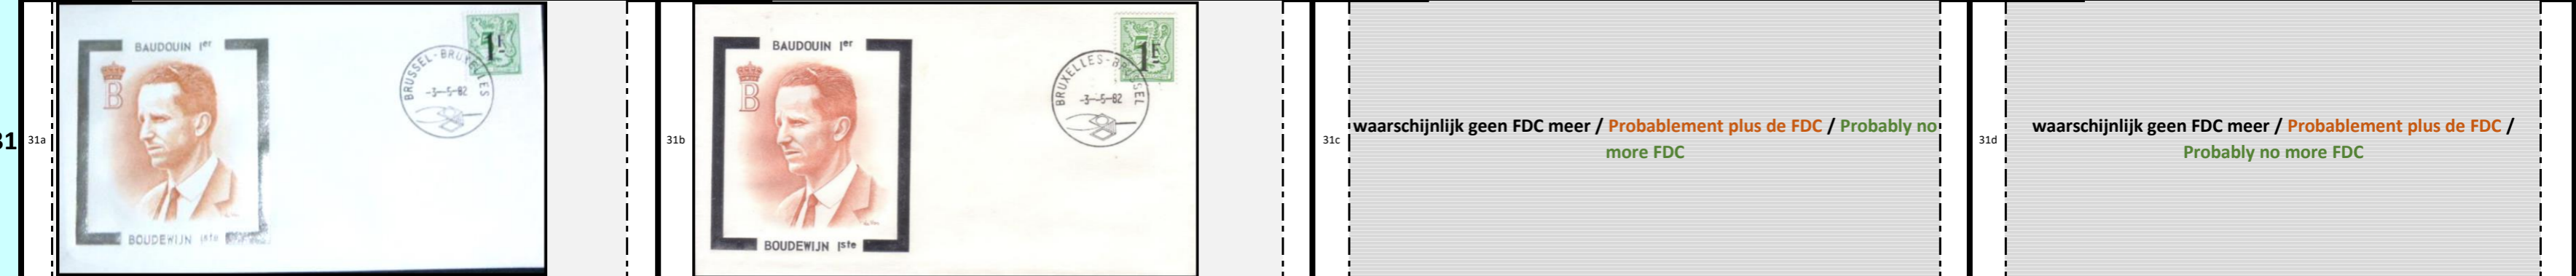 31
31a
BAUDOUIN Ier
B
BOUDEWIJN Iste
BRUSSEL-BRUXELLES
-3-5-82
1F
31b
BAUDOUIN Ier
B
BOUDEWIJN Iste
BRUXELLES-BRUSSEL
-3-5-82
1F
31c
waarschijnlijk geen FDC meer / Probablement plus de FDC / Probably no
more FDC
31d
waarschijnlijk geen FDC meer / Probablement plus de FDC /
Probably no more FDC